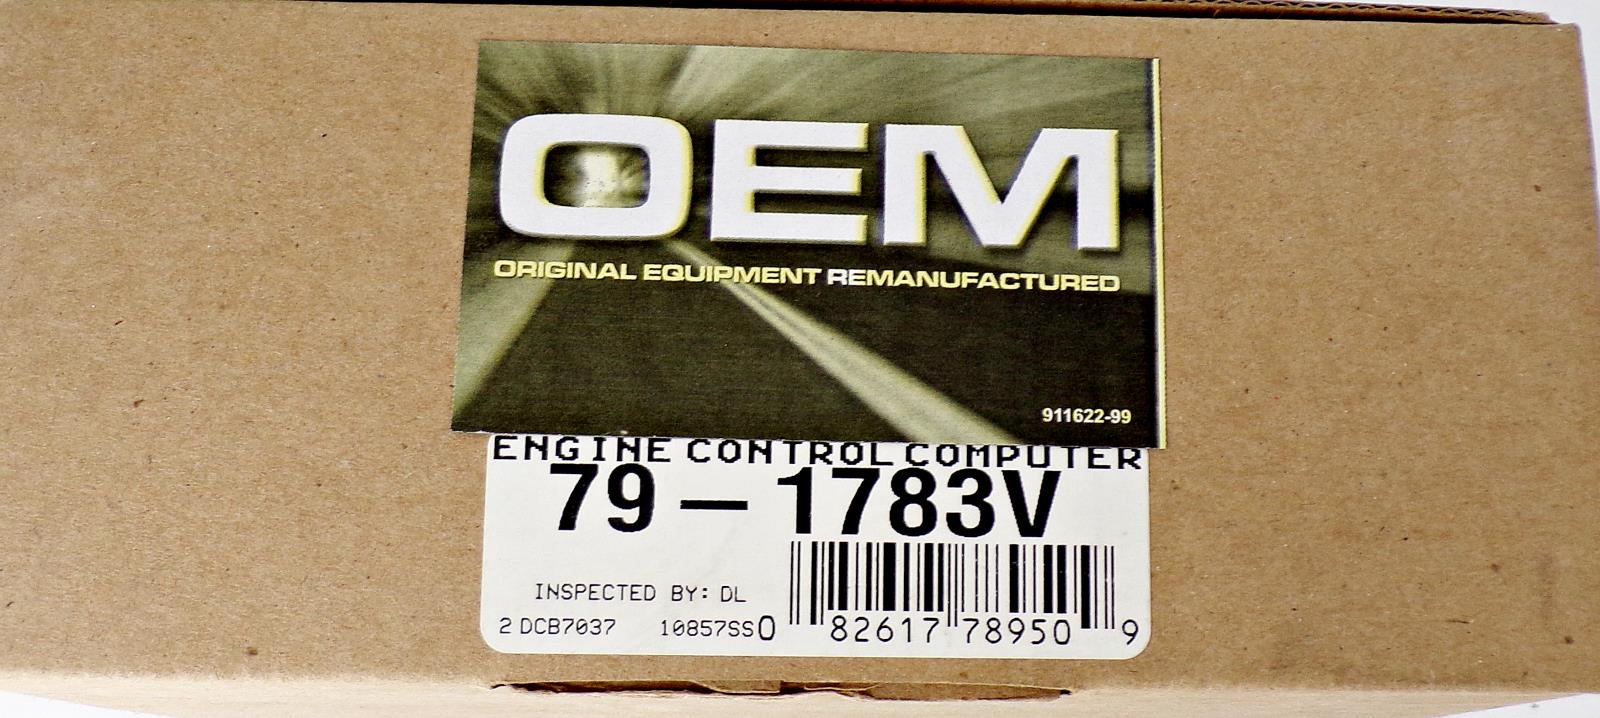 OEM
ORIGINAL EQUIPMENT REMANUFACTURED
911622-99
ENGINE CONTROL COMPUTER
79-1783V
INSPECTED BY: DL
2 DCB7037 10857SS
0 82617 78950 9